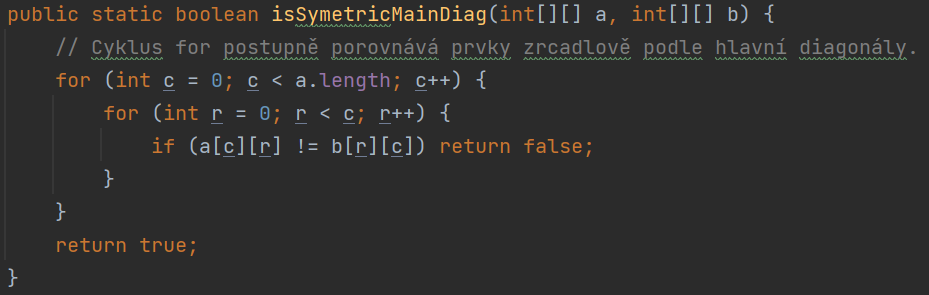 public static boolean isSymetricMainDiag(int[][] a, int[][] b) {
// Cyklus for postupně porovnává prvky zrcadlově podle hlavní diagonály.
for (int c = 0; c < a.length; c++) {
for (int r = 0; r < c; r++) {
if (a[c][r] != b[r][c]) return false;
}
}
return true;
}